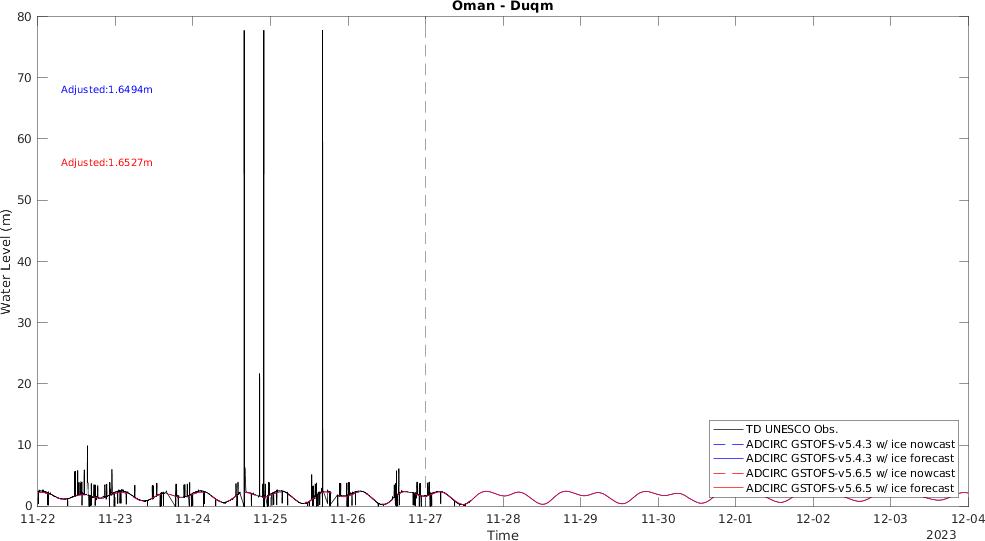 Oman - Duqm
Water Level (m)
80
70
60
50
40
30
20
10
0
Adjusted:1.6494m
Adjusted:1.6527m
TD UNESCO Obs.
ADCIRC GSTOFS-v5.4.3 w/ ice nowcast
ADCIRC GSTOFS-v5.4.3 w/ ice forecast
ADCIRC GSTOFS-v5.6.5 w/ ice nowcast
ADCIRC GSTOFS-v5.6.5 w/ ice forecast
11-22 11-23 11-24 11-25 11-26 11-27 11-28 11-29 11-30 12-01 12-02 12-03 12-04
Time
2023